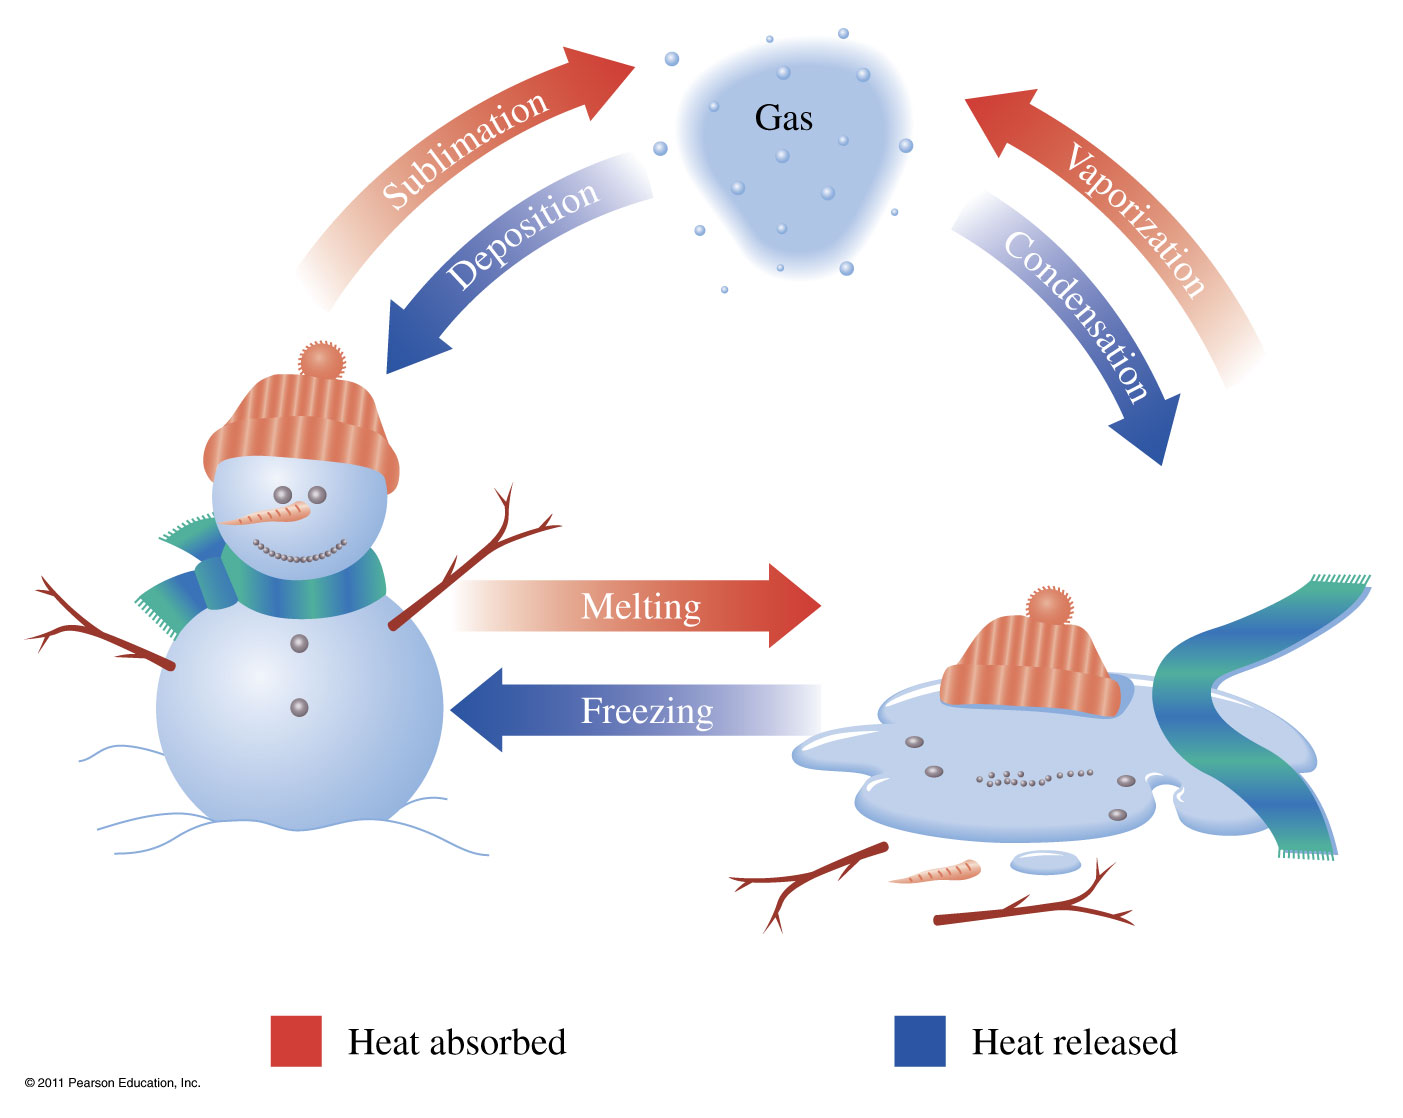 Gas
Sublimation
Deposition
Vaporization
Condensation
Melting
Freezing
Heat absorbed
Heat released
© 2011 Pearson Education, Inc.